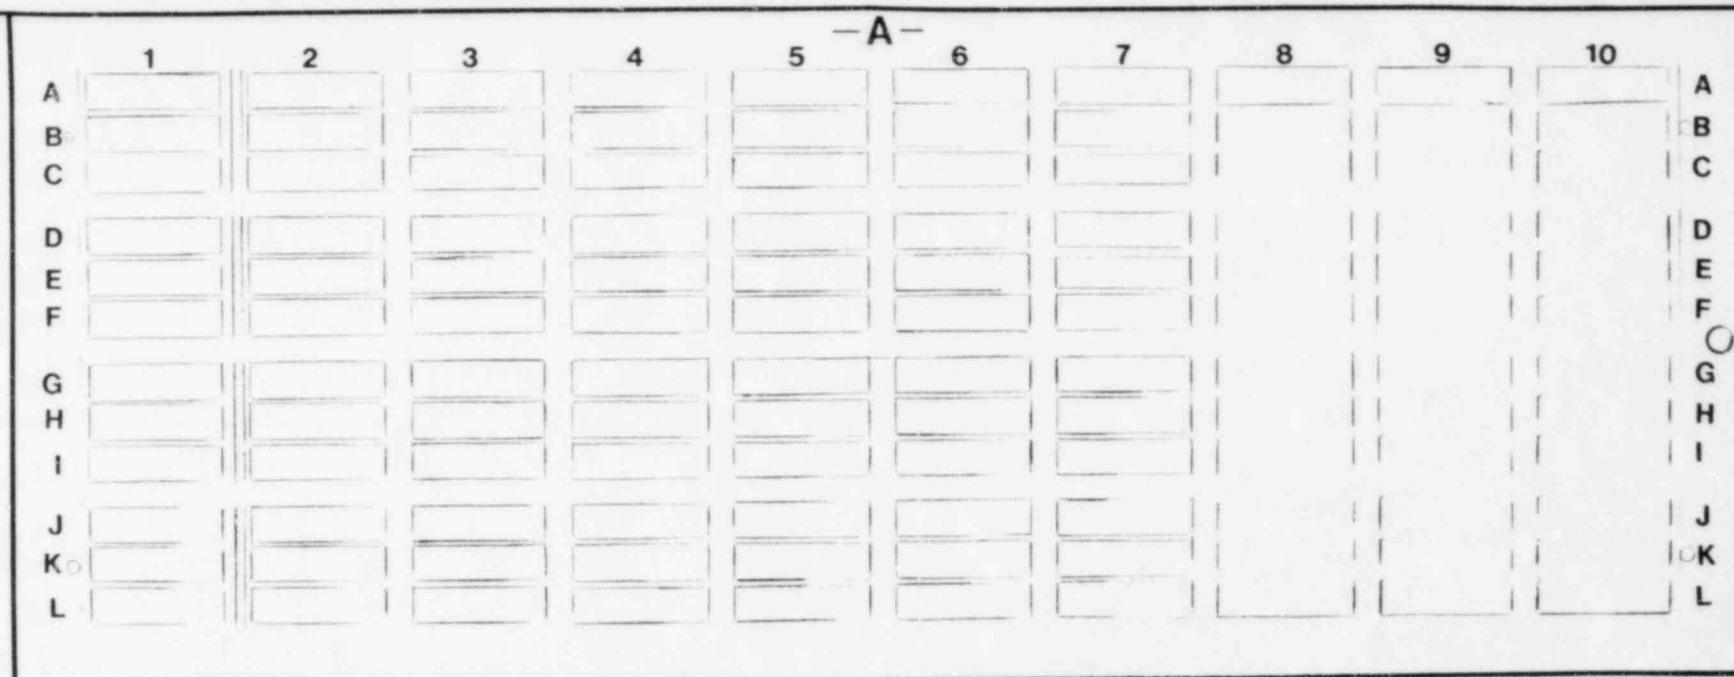 -A-
1 2 3 4 5 6 7 8 9 10
A A
B B
C C
D D
E E
F F
G G
H H
I I
J J
K K
L L